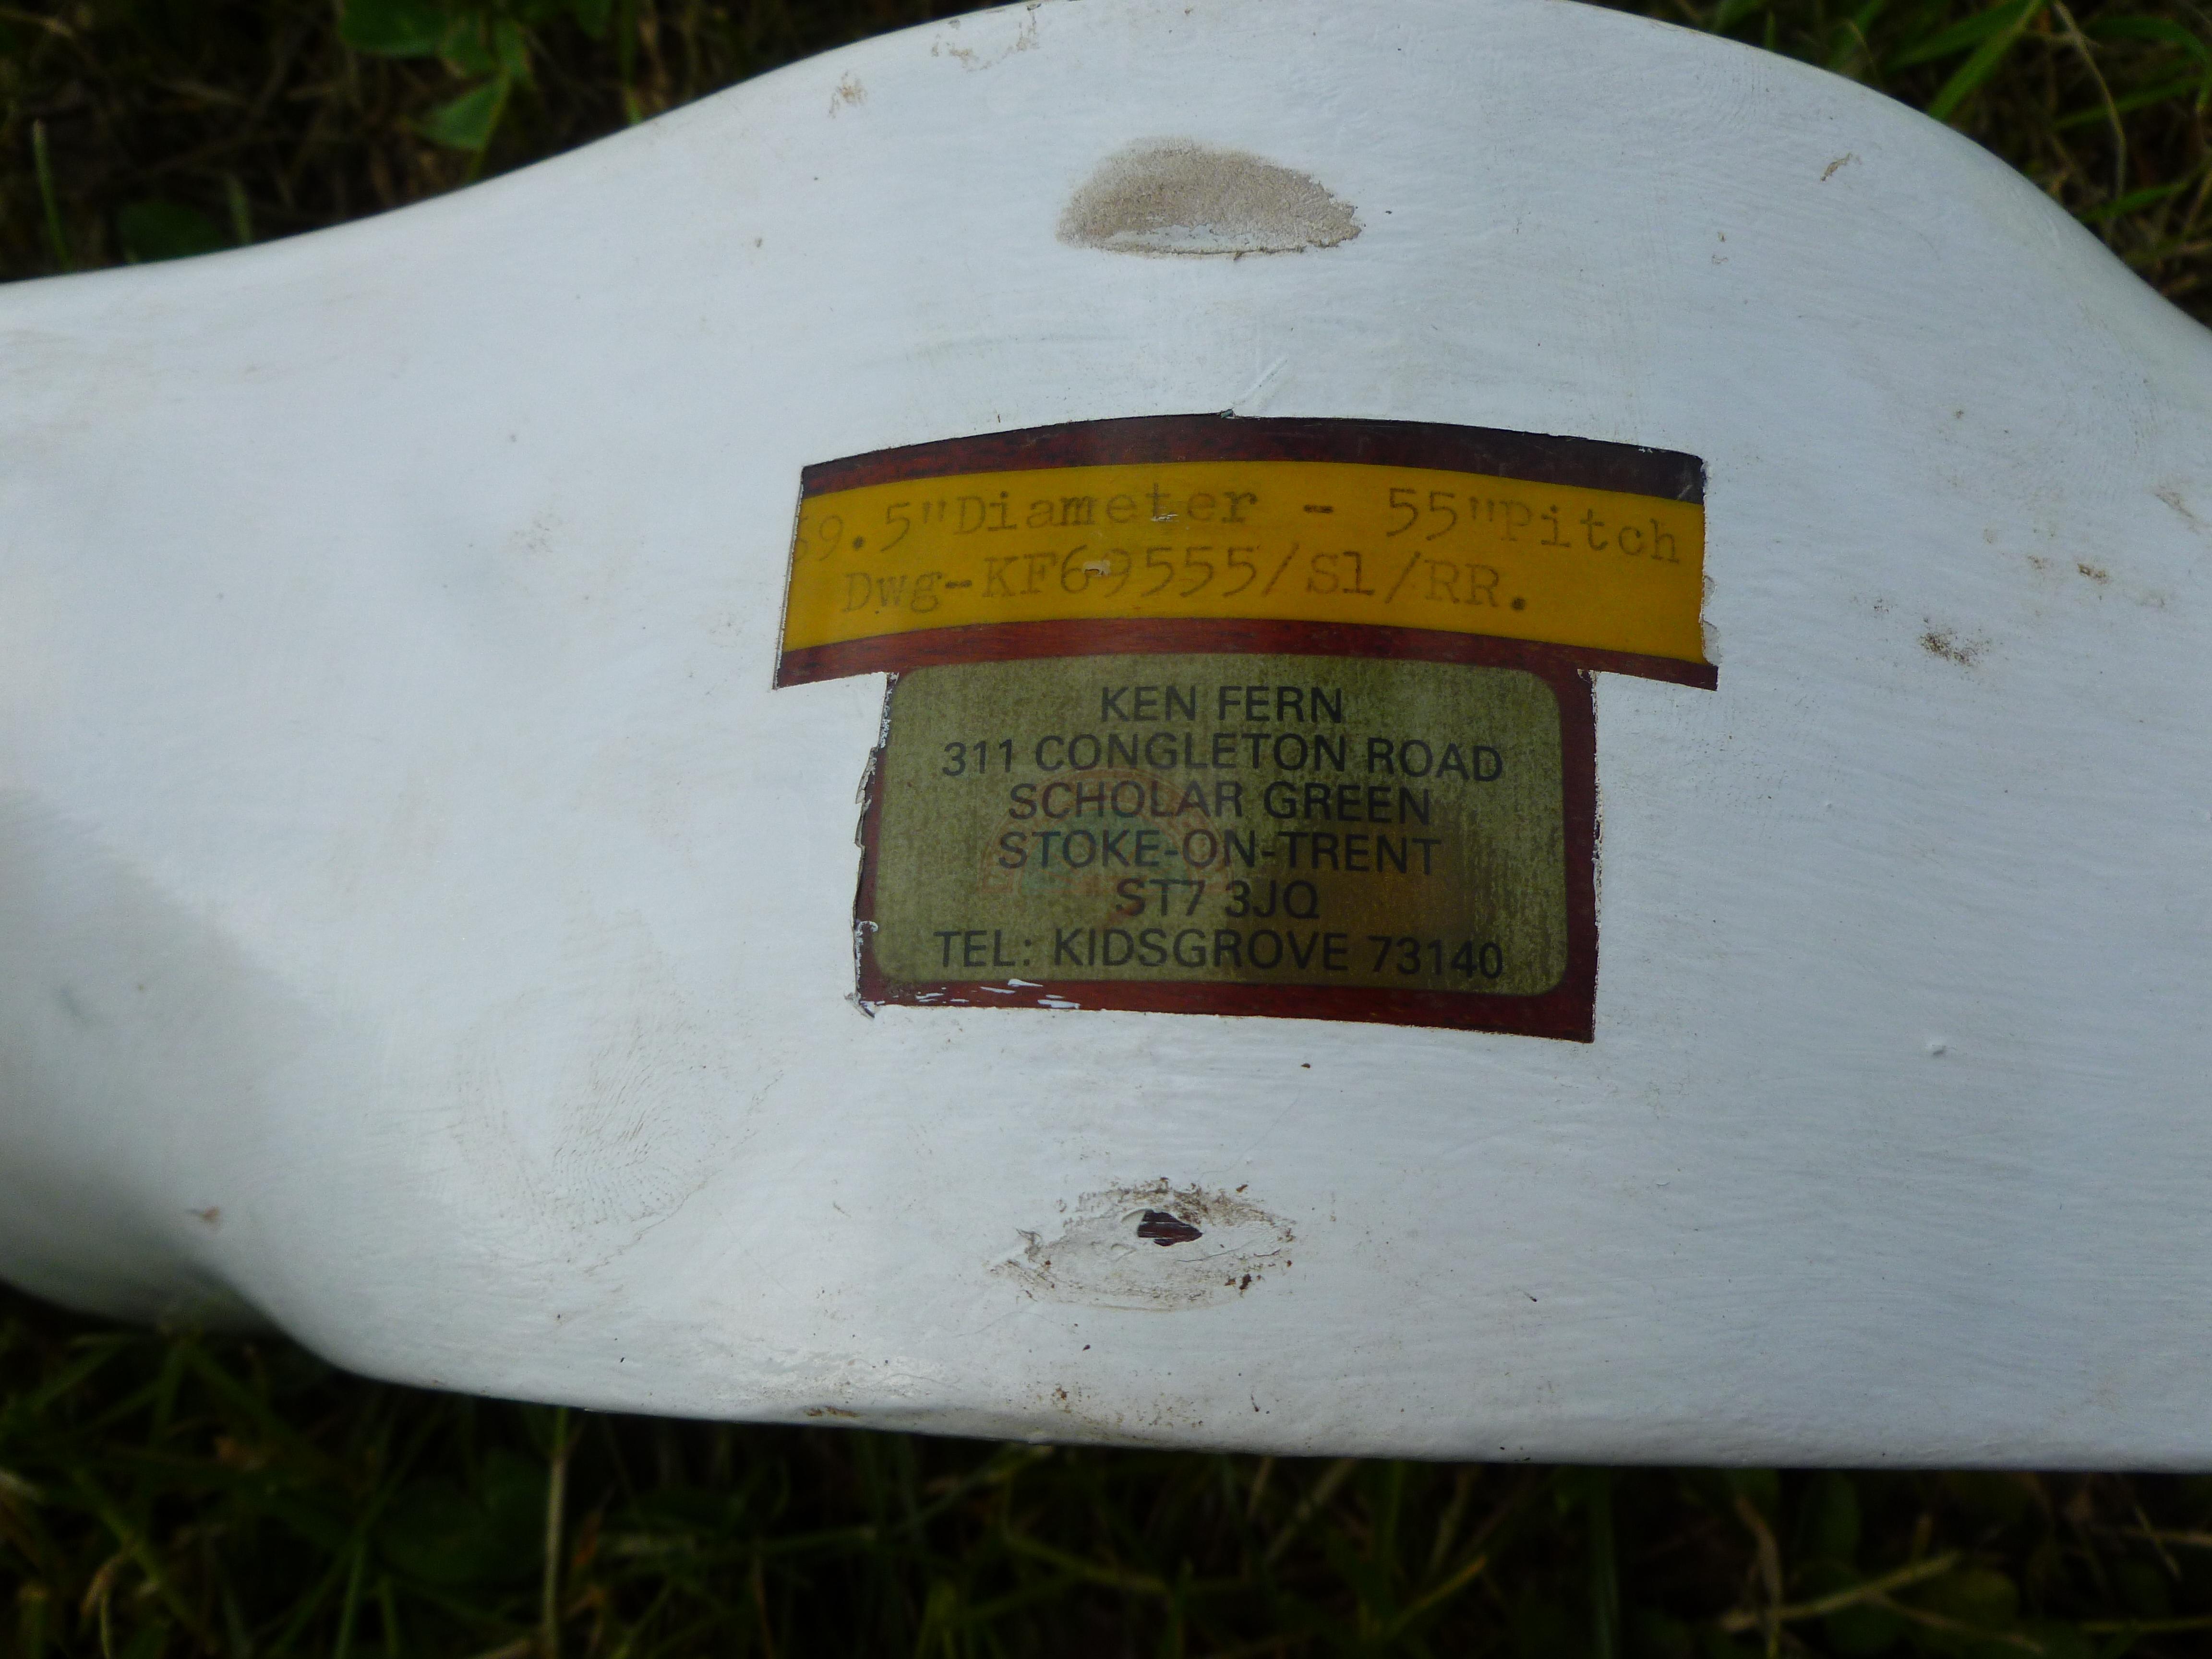 69.5"Diameter - 55"Pitch
Dwg-KF69555/Sl/RR.
KEN FERN
311 CONGLETON ROAD
SCHOLAR GREEN
STOKE-ON-TRENT
ST7 3JQ
TEL: KIDSGROVE 73140